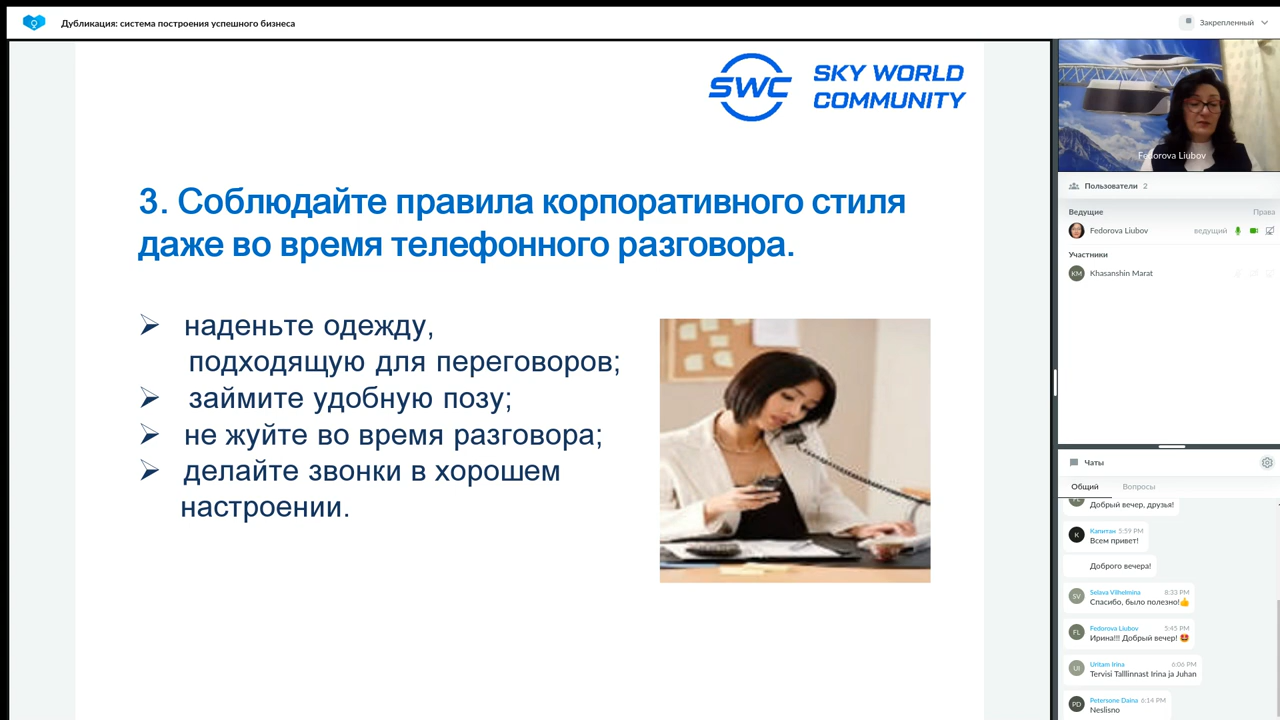 Дубликация: система построения успешного бизнеса
Закрепленный
SWC
SKY WORLD
COMMUNITY
3. Соблюдайте правила корпоративного стиля
даже во время телефонного разговора.
наденьте одежду,
подходящую для переговоров;
займите удобную позу;
не жуйте во время разговора;
делайте звонки в хорошем
настроении.
Fedorova Liubov
Пользователи 2
Ведущие Права
Fedorova Liubov ведущий
Участники
KM Khasanshin Marat
Чаты
Общий Вопросы
Добрый вечер, друзья!
K Капитан 5:59 PM
Всем привет!
Доброго вечера!
SV Selava Vilhelmina 8:33 PM
Спасибо, было полезно!👍
FL Fedorova Liubov 5:45 PM
Ирина!!! Добрый вечер! 🤩
UI Uritam Irina 6:06 PM
Tervisi Talllinnast Irina ja Juhan
PD Petersone Daina 6:14 PM
Neslisno